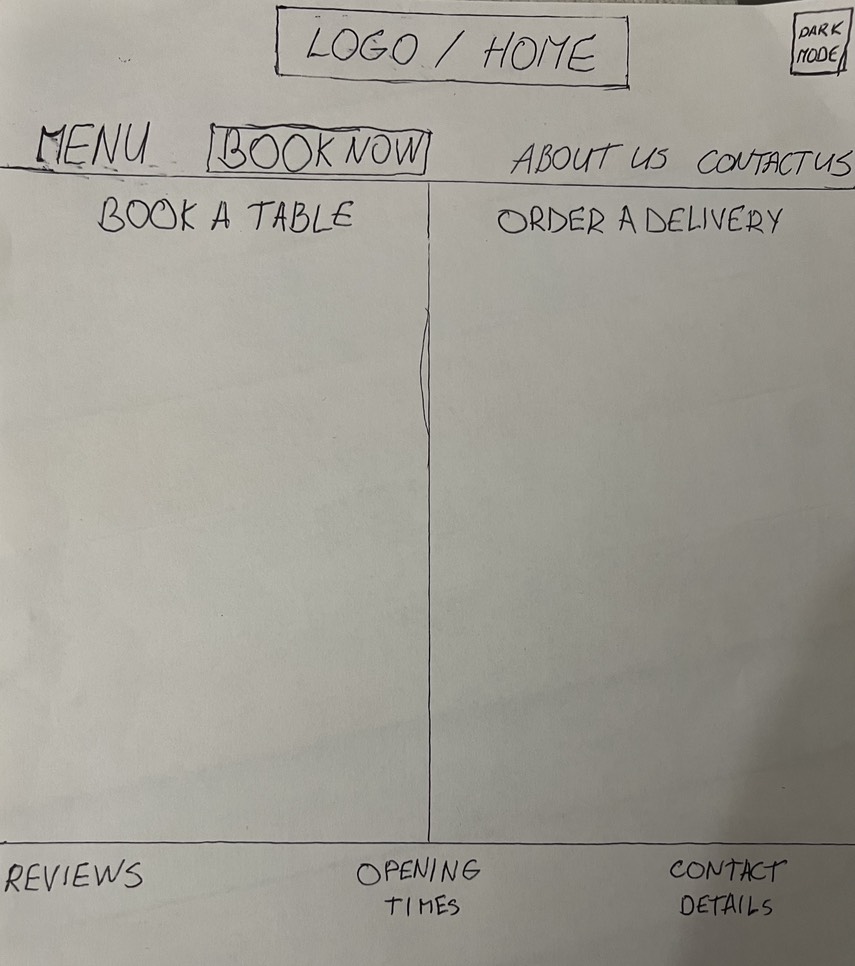 LOGO / HOME
DARK
MODE
MENU BOOK NOW ABOUT US CONTACT US
BOOK A TABLE
ORDER A DELIVERY
REVIEWS
OPENING
TIMES
CONTACT
DETAILS